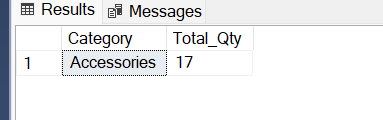 Results Messages
Category Total_Qty
1 Accessories 17